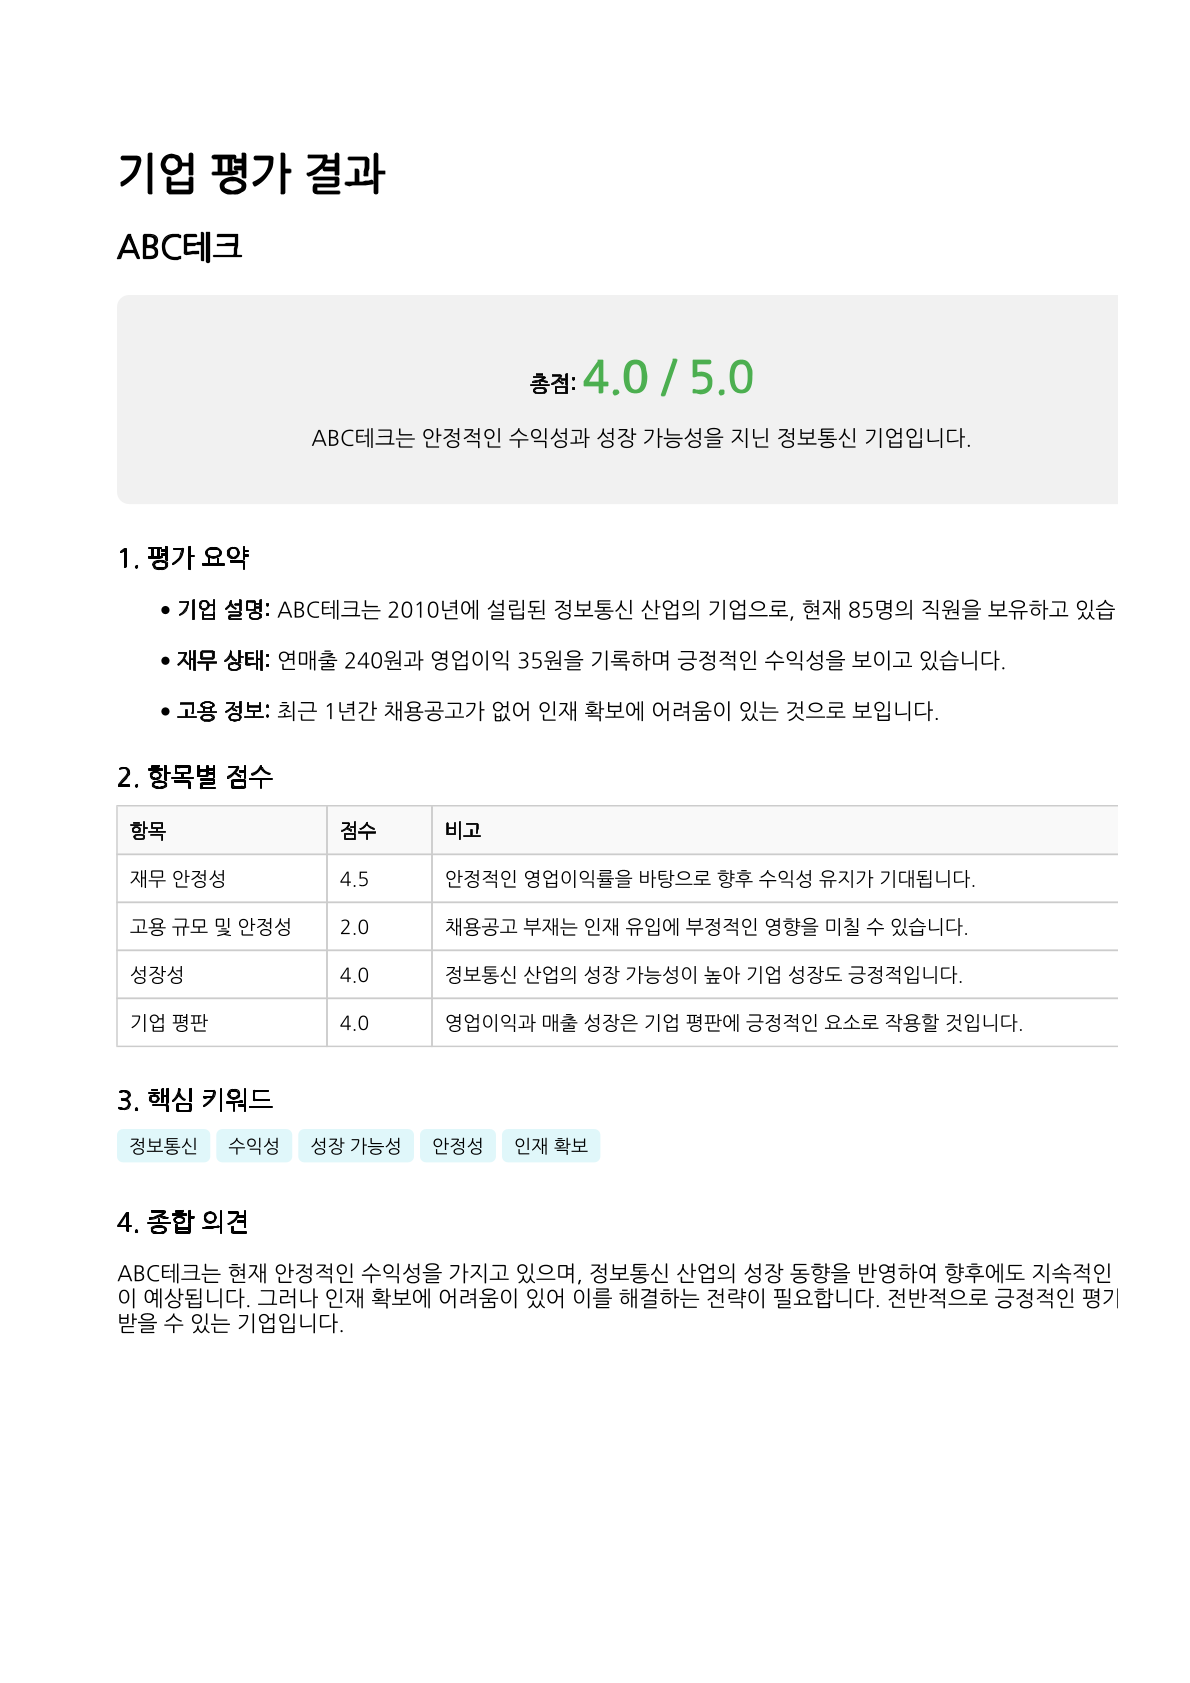 기업 평가 결과
ABC테크
총점: 4.0 / 5.0
ABC테크는 안정적인 수익성과 성장 가능성을 지닌 정보통신 기업입니다.
1. 평가 요약
• 기업 설명: ABC테크는 2010년에 설립된 정보통신 산업의 기업으로, 현재 85명의 직원을 보유하고 있습
• 재무 상태: 연매출 240원과 영업이익 35원을 기록하며 긍정적인 수익성을 보이고 있습니다.
• 고용 정보: 최근 1년간 채용공고가 없어 인재 확보에 어려움이 있는 것으로 보입니다.
2. 항목별 점수
항목 점수 비고
재무 안정성 4.5 안정적인 영업이익률을 바탕으로 향후 수익성 유지가 기대됩니다.
고용 규모 및 안정성 2.0 채용공고 부재는 인재 유입에 부정적인 영향을 미칠 수 있습니다.
성장성 4.0 정보통신 산업의 성장 가능성이 높아 기업 성장도 긍정적입니다.
기업 평판 4.0 영업이익과 매출 성장은 기업 평판에 긍정적인 요소로 작용할 것입니다.
3. 핵심 키워드
정보통신 수익성 성장 가능성 안정성 인재 확보
4. 종합 의견
ABC테크는 현재 안정적인 수익성을 가지고 있으며, 정보통신 산업의 성장 동향을 반영하여 향후에도 지속적인
이 예상됩니다. 그러나 인재 확보에 어려움이 있어 이를 해결하는 전략이 필요합니다. 전반적으로 긍정적인 평가
받을 수 있는 기업입니다.